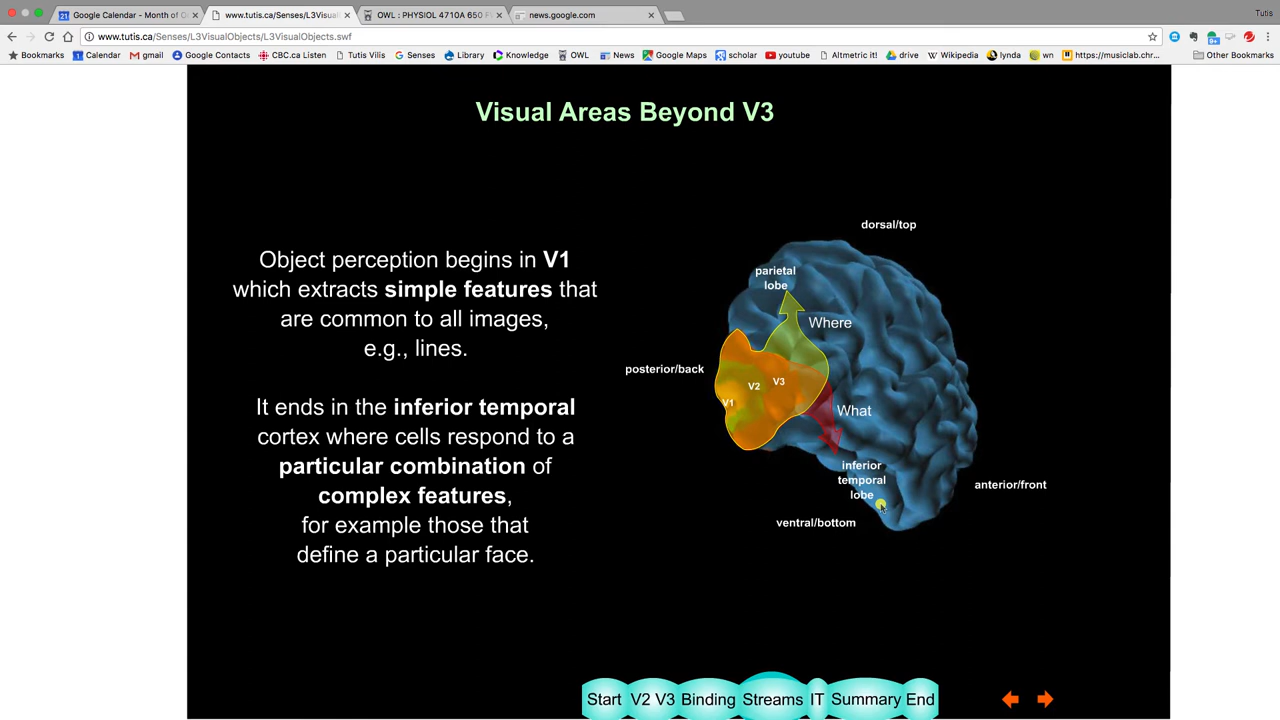 Google Calendar - Month of O
www.tutis.ca/Senses/L3Visual
OWL : PHYSIOL 4710A 650 F
news.google.com
Tutis
www.tutis.ca/Senses/L3VisualObjects/L3VisualObjects.swf
Bookmarks Calendar gmail Google Contacts CBC.ca Listen Tutis Vilis Senses Library Knowledge OWL News Google Maps scholar youtube Altmetric it! drive Wikipedia lynda wn https://musiclab.chr... Other Bookmarks
Visual Areas Beyond V3
Object perception begins in V1
which extracts simple features that
are common to all images,
e.g., lines.
It ends in the inferior temporal
cortex where cells respond to a
particular combination of
complex features,
for example those that
define a particular face.
dorsal/top
parietal
lobe
Where
posterior/back
V1
V2
V3
What
inferior
temporal
lobe
anterior/front
ventral/bottom
Start V2 V3 Binding Streams IT Summary End